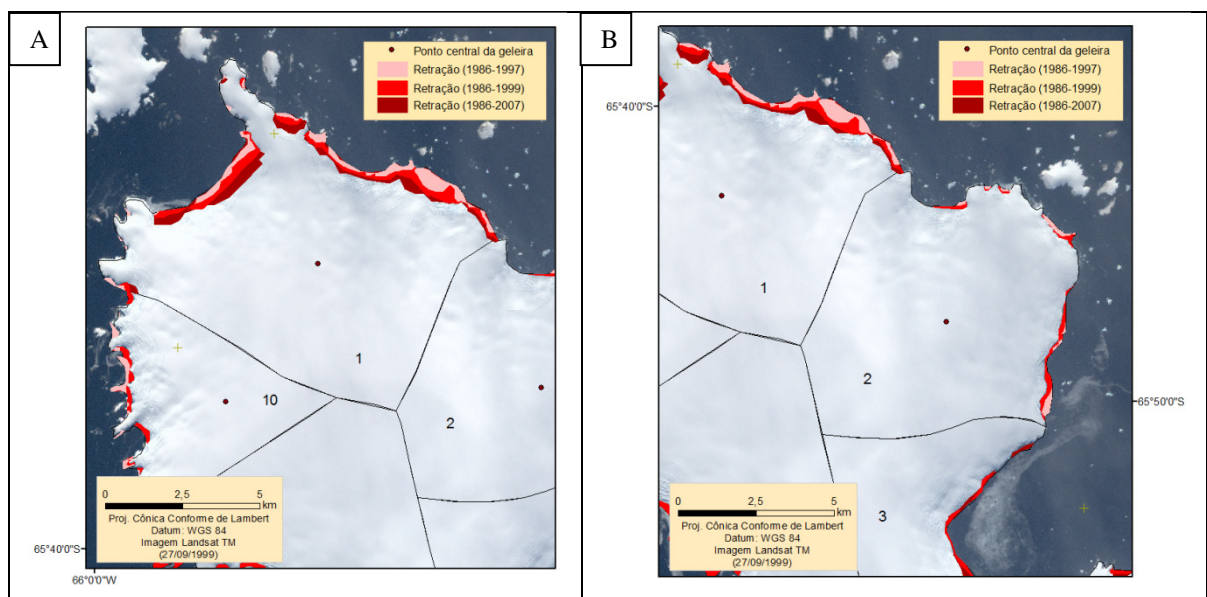 A
Ponto central da geleira
Retração (1986-1997)
Retração (1986-1999)
Retração (1986-2007)
1
10
2
0 2,5 5
km
Proj. Cônica Conforme de Lambert
Datum: WGS 84
Imagem Landsat TM
(27/09/1999)
65°40'0"S
66°0'0"W
B
Ponto central da geleira
Retração (1986-1997)
Retração (1986-1999)
Retração (1986-2007)
65°40'0"S
1
2
65°50'0"S
3
0 2,5 5
km
Proj. Cônica Conforme de Lambert
Datum: WGS 84
Imagem Landsat TM
(27/09/1999)